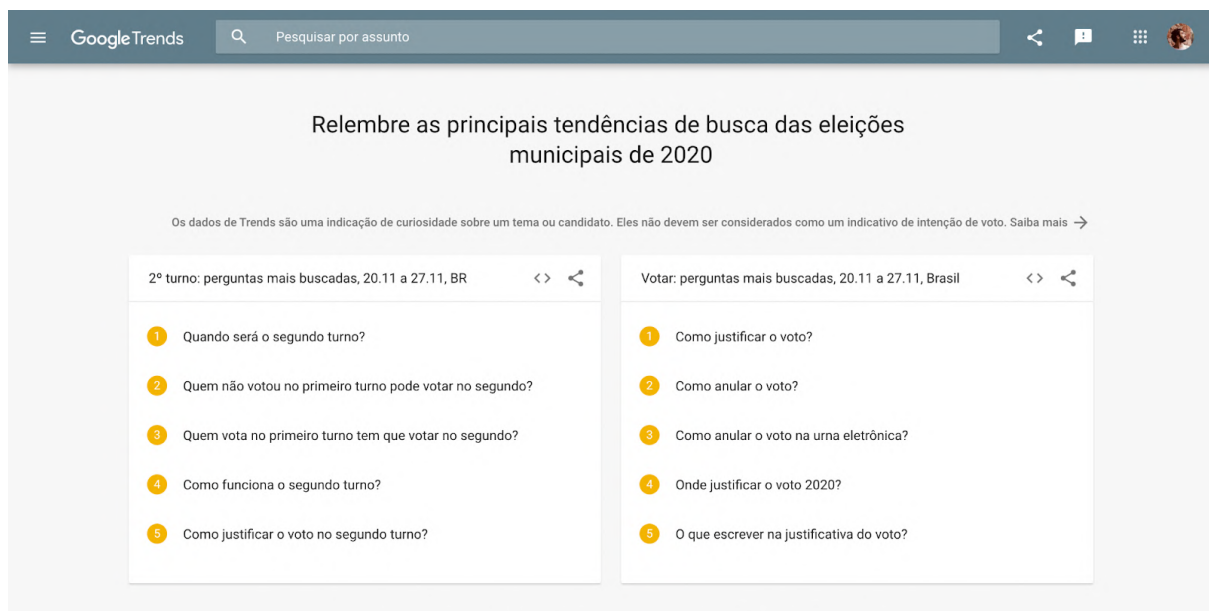 Google Trends
Pesquisar por assunto
Relembre as principais tendências de busca das eleições
municipais de 2020
Os dados de Trends são uma indicação de curiosidade sobre um tema ou candidato. Eles não devem ser considerados como um indicativo de intenção de voto. Saiba mais
2º turno: perguntas mais buscadas, 20.11 a 27.11, BR
1 Quando será o segundo turno?
2 Quem não votou no primeiro turno pode votar no segundo?
3 Quem vota no primeiro turno tem que votar no segundo?
4 Como funciona o segundo turno?
5 Como justificar o voto no segundo turno?
Votar: perguntas mais buscadas, 20.11 a 27.11, Brasil
1 Como justificar o voto?
2 Como anular o voto?
3 Como anular o voto na urna eletrônica?
4 Onde justificar o voto 2020?
5 O que escrever na justificativa do voto?